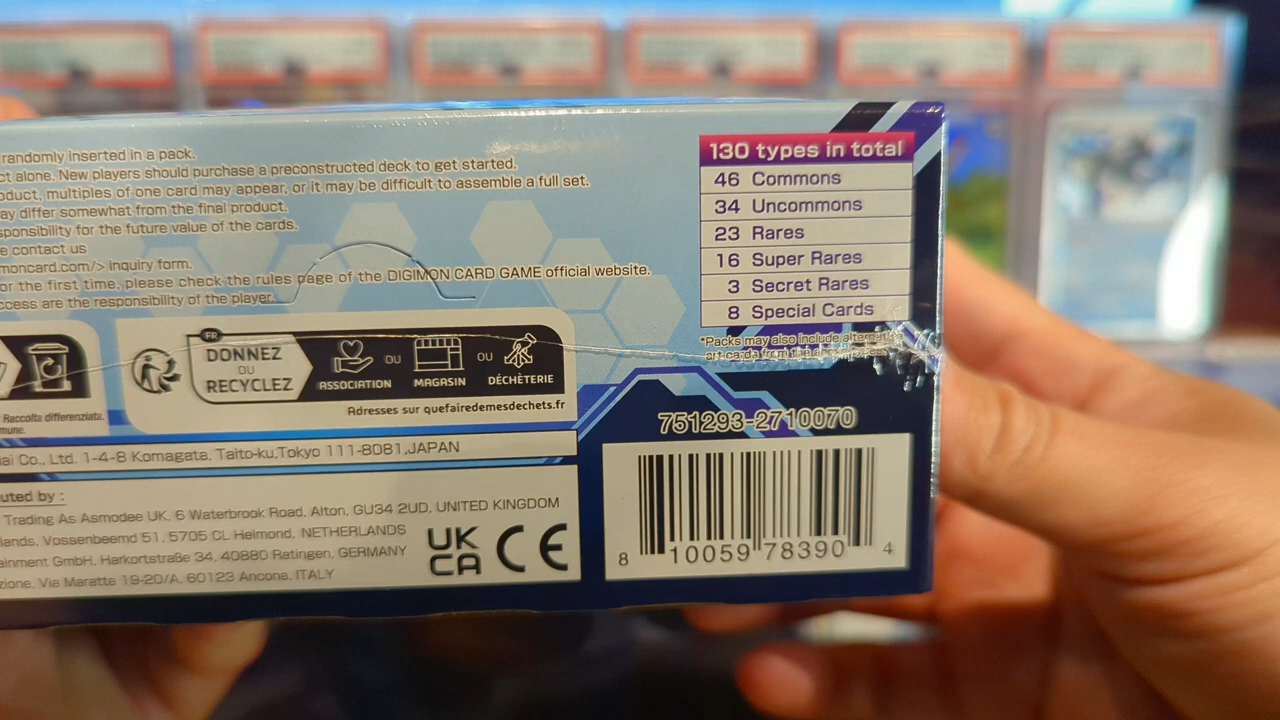 randomly inserted in a pack.
ct alone. New players should purchase a preconstructed deck to get started.
oduct, multiples of one card may appear, or it may be difficult to assemble a full set.
ay differ somewhat from the final product.
sponsibility for the future value of the cards.
e contact us
moncard.com/> inquiry form.
or the first time, please check the rules page of the DIGIMON CARD GAME official website.
ccess are the responsibility of the player.
130 types in total
46 Commons
34 Uncommons
23 Rares
16 Super Rares
3 Secret Rares
8 Special Cards
*Packs may also include
art cards from the
FR
DONNEZ
OU
RECYCLEZ
ASSOCIATION
OU
MAGASIN
OU
DÉCHÈTERIE
Adresses sur quefairedemesdechets.fr
Raccolta differenziata.
mune.
ai Co., Ltd. 1-4-8 Komagata, Taito-ku,Tokyo 111-8081,JAPAN
uted by :
Trading As Asmodee UK, 6 Waterbrook Road, Alton, GU34 2UD, UNITED KINGDOM
lands, Vossenbeemd 51, 5705 CL Helmond, NETHERLANDS
ainment GmbH, Harkortstraße 34, 40880 Ratingen, GERMANY
zione, Via Maratta 19-20/A, 60123 Ancona, ITALY
UK
CA
CE
751293-2710070
8 10059 78390 4